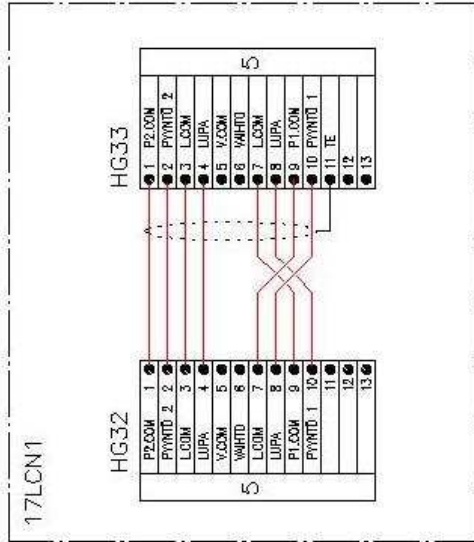 17LCN1
HG32
HG33
5
P2.COM 1
PYYNTÖ 2 2
L.COM 3
LUPA 4
V.COM 5
VAIHTO 6
L.COM 7
LUPA 8
P1.COM 9
PYYNTÖ 1 10
11
12
13
1 P2.COM
2 PYYNTÖ 2
3 L.COM
4 LUPA
5 V.COM
6 VAIHTO
7 L.COM
8 LUPA
9 P1.COM
10 PYYNTÖ 1
11 TE
12
13
5